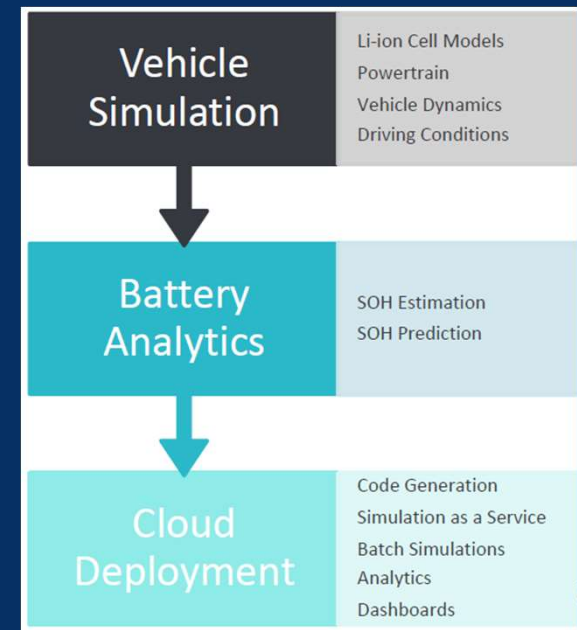 Vehicle
Simulation
Li-ion Cell Models
Powertrain
Vehicle Dynamics
Driving Conditions
Battery
Analytics
SOH Estimation
SOH Prediction
Cloud
Deployment
Code Generation
Simulation as a Service
Batch Simulations
Analytics
Dashboards